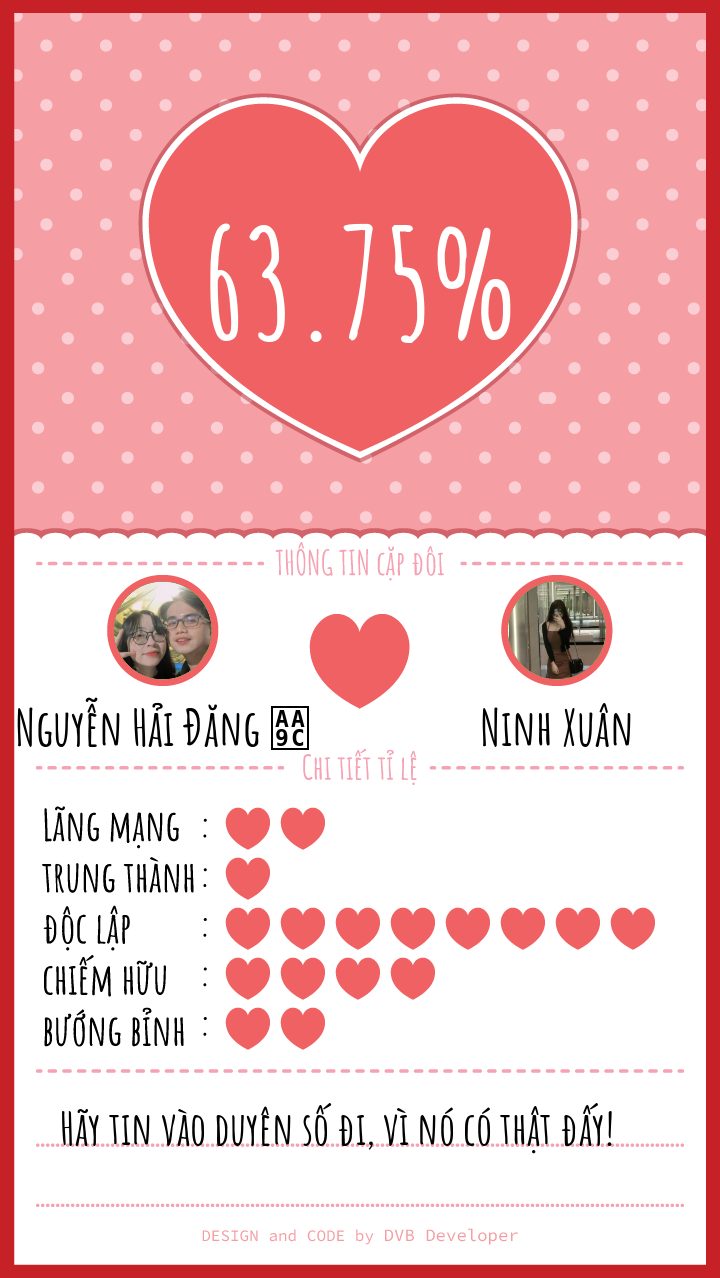 63.75%
THÔNG TIN CẶP ĐÔI
NGUYỄN HẢI ĐĂNG AA9C
NINH XUÂN
CHI TIẾT TỈ LỆ
LÃNG MẠNG :
TRUNG THÀNH :
ĐỘC LẬP :
CHIẾM HỮU :
BƯỚNG BỈNH :
HÃY TIN VÀO DUYÊN SỐ ĐI, VÌ NÓ CÓ THẬT ĐẤY!
DESIGN and CODE by DVB Developer